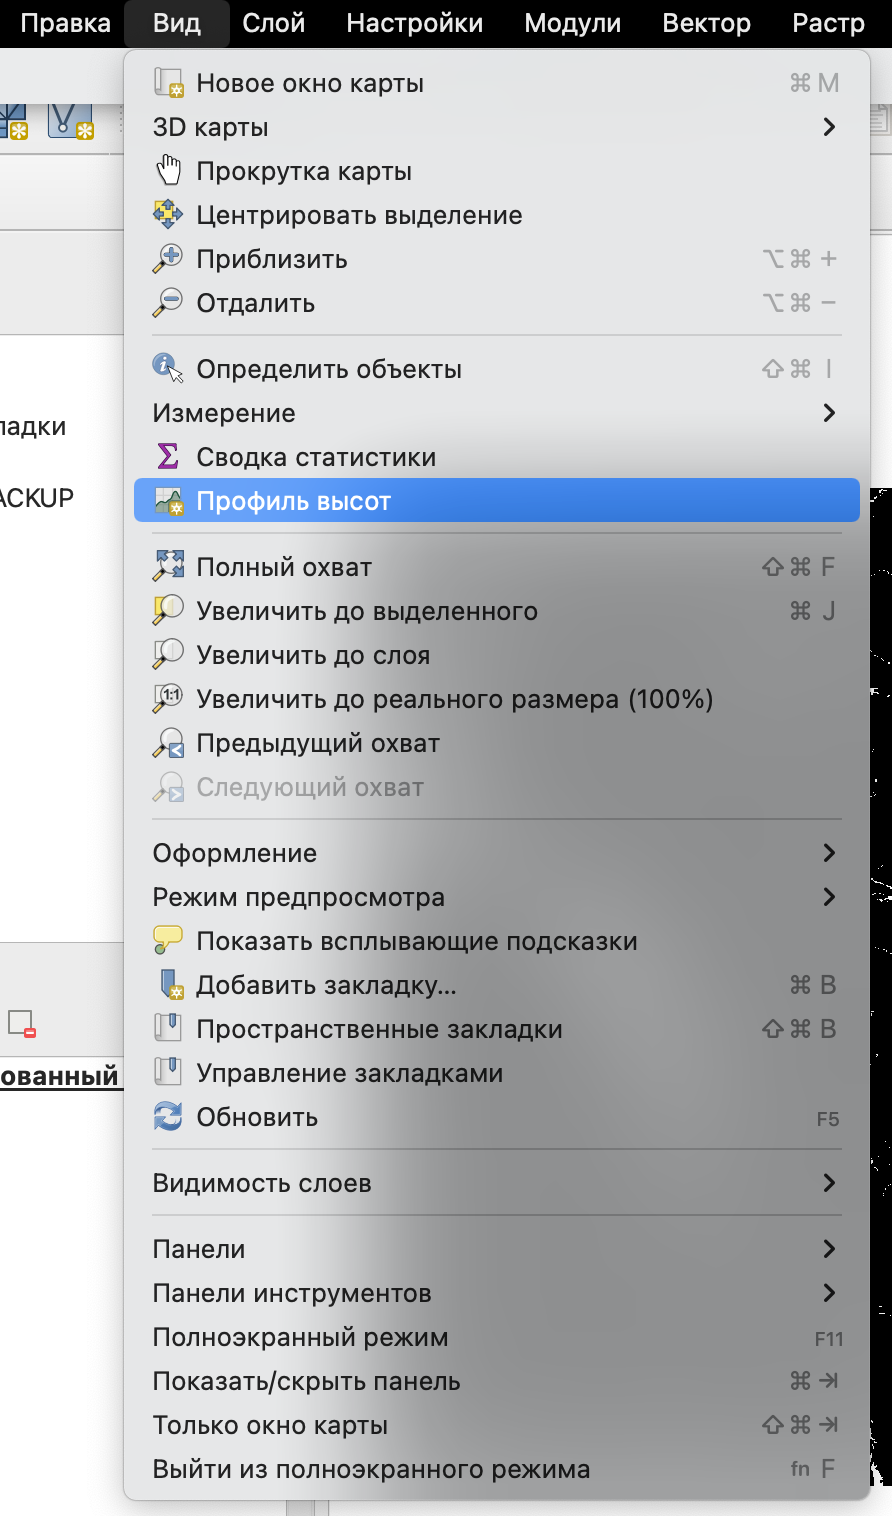 Правка Вид Слой Настройки Модули Вектор Растр
Новое окно карты ⌘ M
3D карты
Прокрутка карты
Центрировать выделение
Приблизить ⌥ ⌘ +
Отдалить ⌥ ⌘ −
Определить объекты ⇧ ⌘ I
Измерение
Сводка статистики
Профиль высот
Полный охват ⇧ ⌘ F
Увеличить до выделенного ⌘ J
Увеличить до слоя
1:1 Увеличить до реального размера (100%)
Предыдущий охват
Следующий охват
Оформление
Режим предпросмотра
Показать всплывающие подсказки
Добавить закладку... ⌘ B
Пространственные закладки ⇧ ⌘ B
Управление закладками
Обновить F5
Видимость слоев
Панели
Панели инструментов
Полноэкранный режим F11
Показать/скрыть панель ⌘ ⇥
Только окно карты ⇧ ⌘ ⇥
Выйти из полноэкранного режима fn F
ладки
ACKUP
ованный